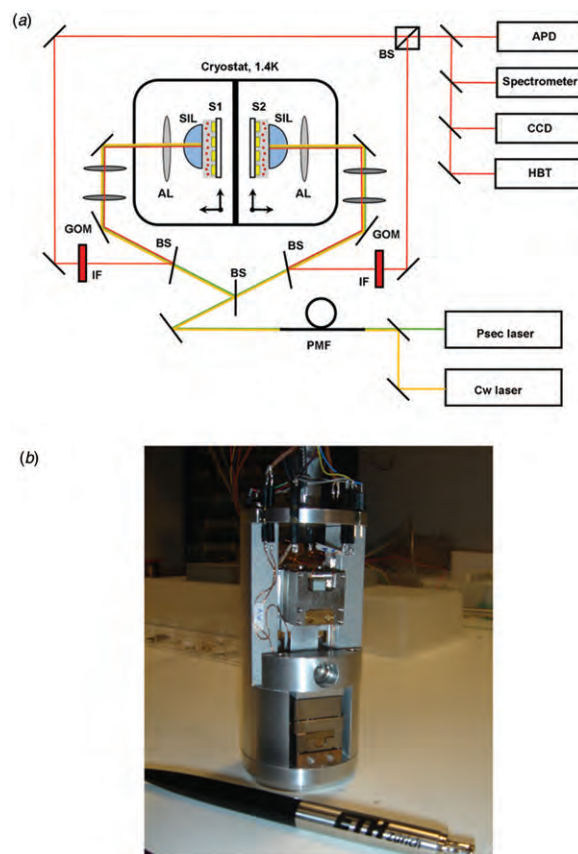 (a)
APD
BS
Cryostat, 1.4K
Spectrometer
SIL
S1
S2
SIL
CCD
AL
AL
HBT
GOM
GOM
BS
BS
BS
IF
IF
PMF
Psec laser
Cw laser
(b)
ETH
Zürich